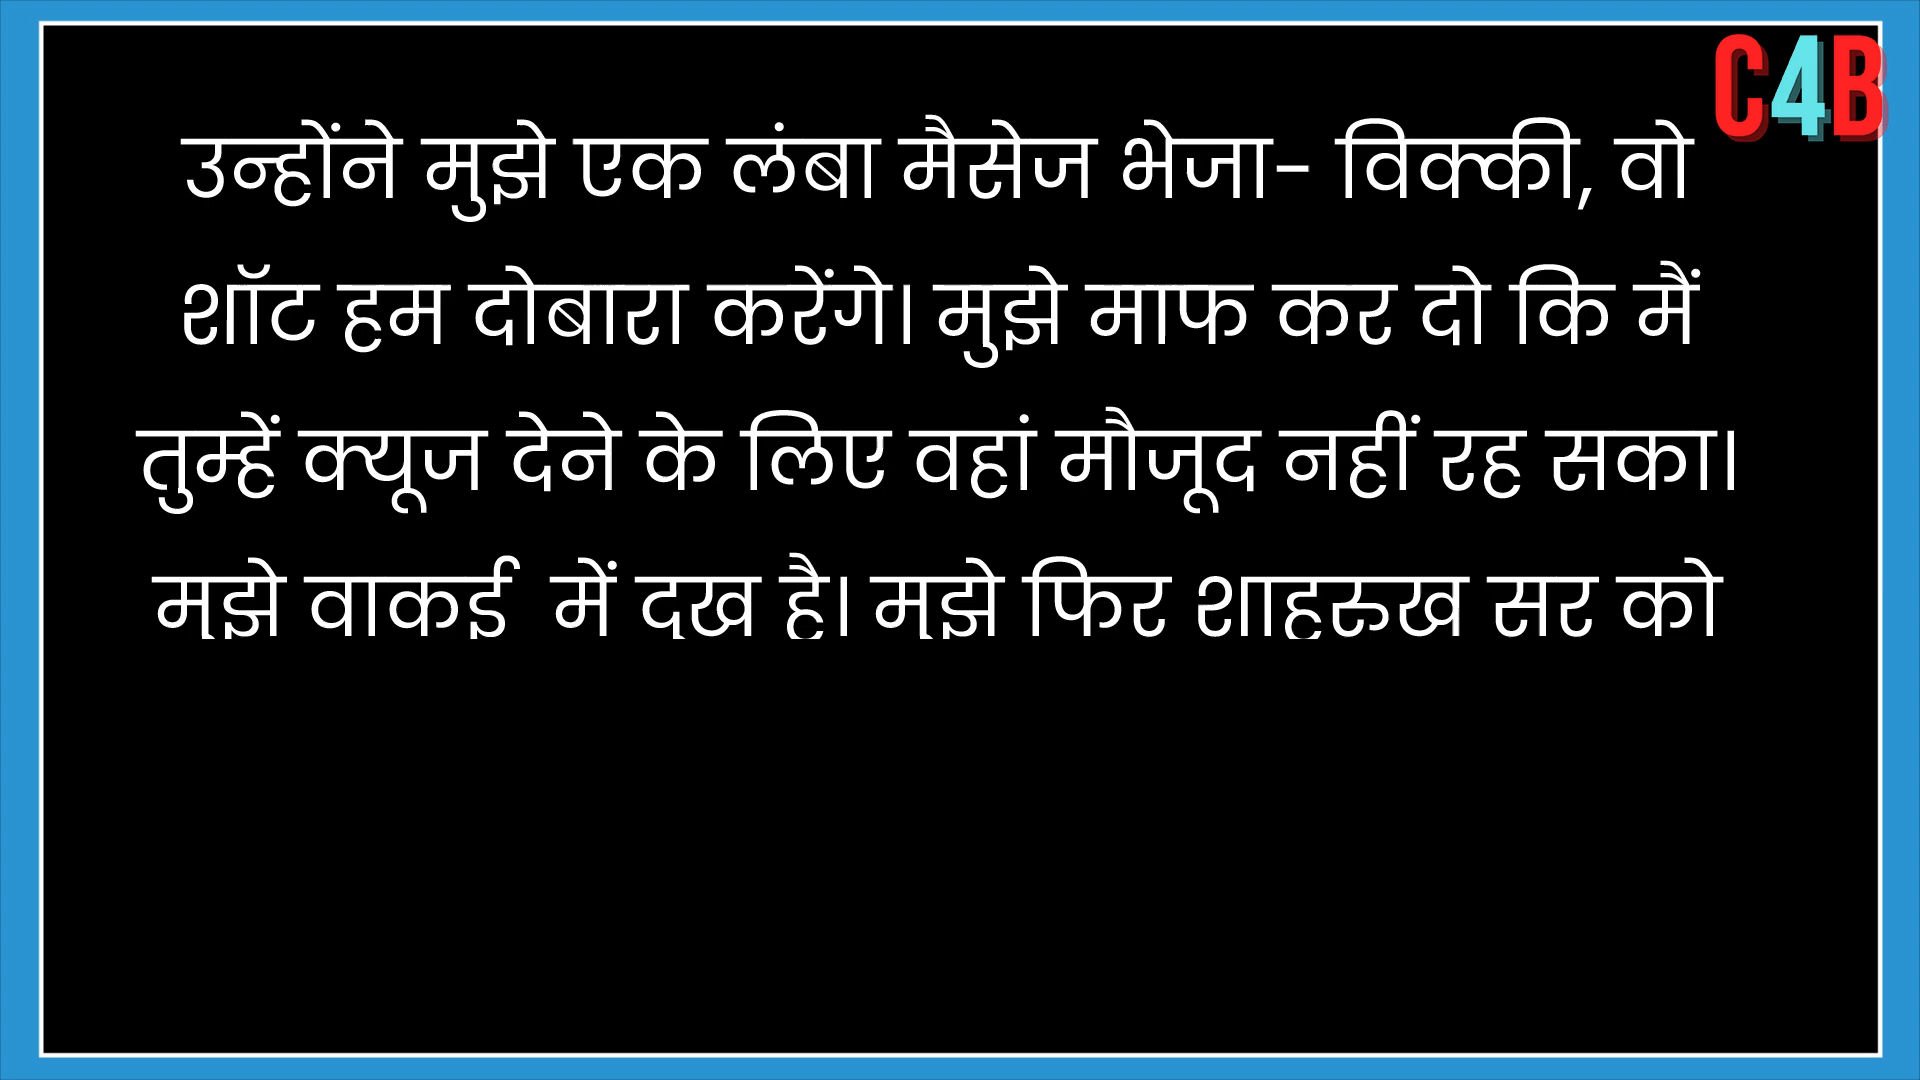 C4B
उन्होंने मुझे एक लंबा मैसेज भेजा- विक्की, वो
शॉट हम दोबारा करेंगे। मुझे माफ कर दो कि मैं
तुम्हें क्यूज देने के लिए वहां मौजूद नहीं रह सका।
मुझे वाकई में दुख है। मुझे फिर शाहरुख सर को